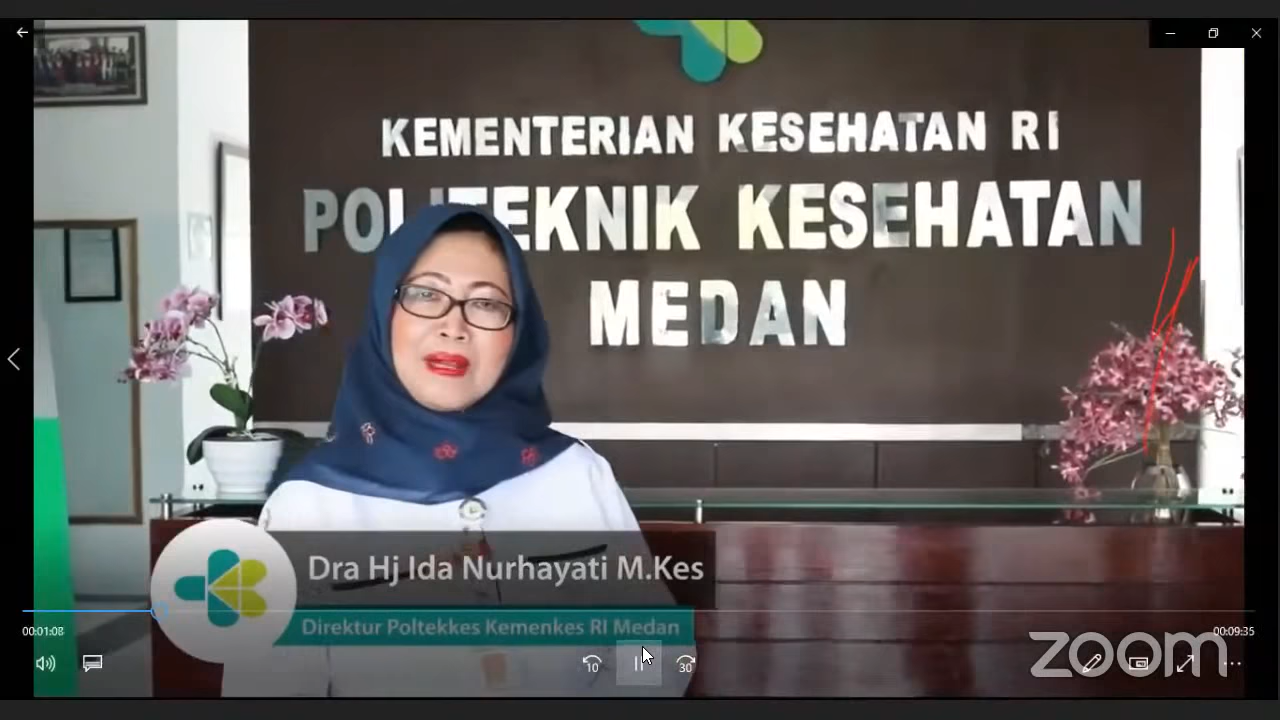 KEMENTERIAN KESEHATAN RI
POLITEKNIK KESEHATAN
MEDAN
Dra Hj Ida Nurhayati M.Kes
Direktur Poltekkes Kemenkes RI Medan
00:01:08
00:09:35
10
30
zoom